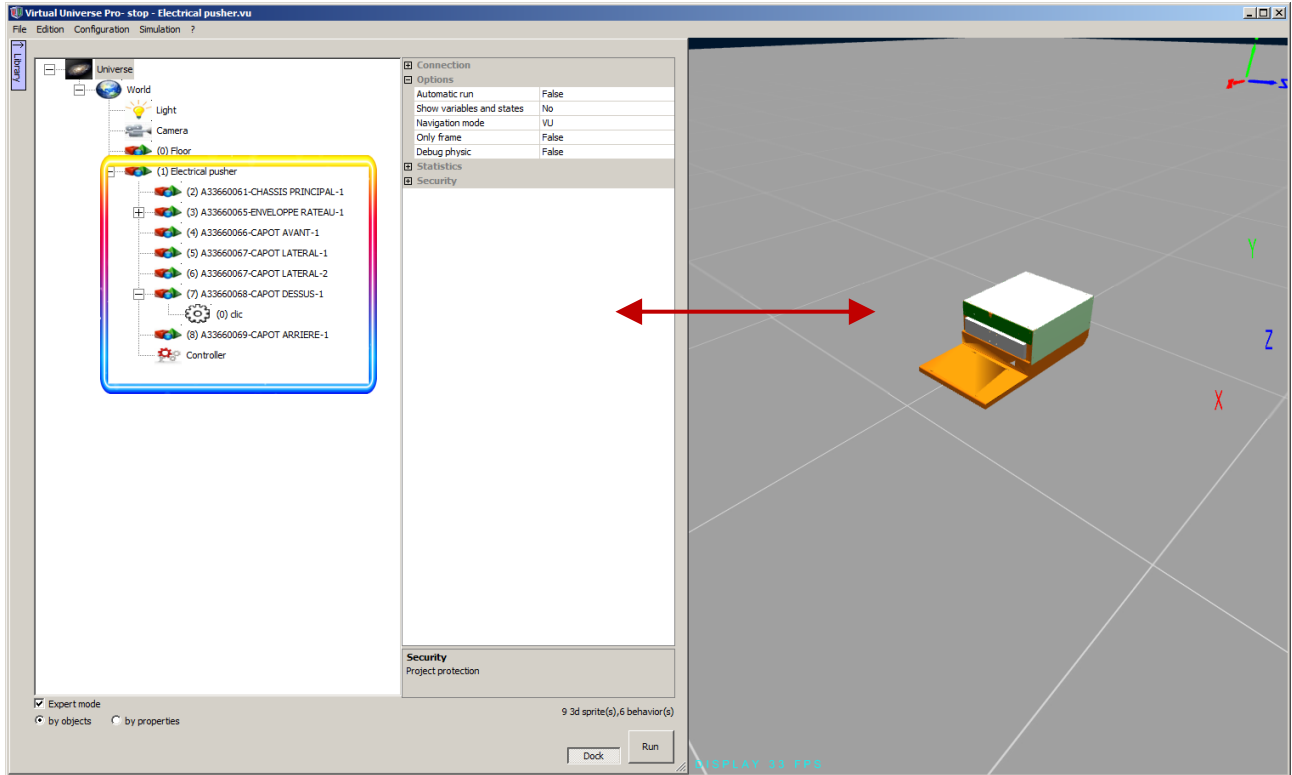 Virtual Universe Pro- stop - Electrical pusher.vu
File Edition Configuration Simulation ?
Library
Universe
World
Light
Camera
(0) Floor
(1) Electrical pusher
(2) A33660061-CHASSIS PRINCIPAL-1
(3) A33660065-ENVELOPPE RATEAU-1
(4) A33660066-CAPOT AVANT-1
(5) A33660067-CAPOT LATERAL-1
(6) A33660067-CAPOT LATERAL-2
(7) A33660068-CAPOT DESSUS-1
(0) clic
(8) A33660069-CAPOT ARRIERE-1
Controller
Expert mode
by objects by properties
Connection
Options
Automatic run False
Show variables and states No
Navigation mode VU
Only frame False
Debug physic False
Statistics
Security
Security
Project protection
9 3d sprite(s),6 behavior(s)
Dock Run
Z
Y
Z
X
DISPLAY 33 FPS